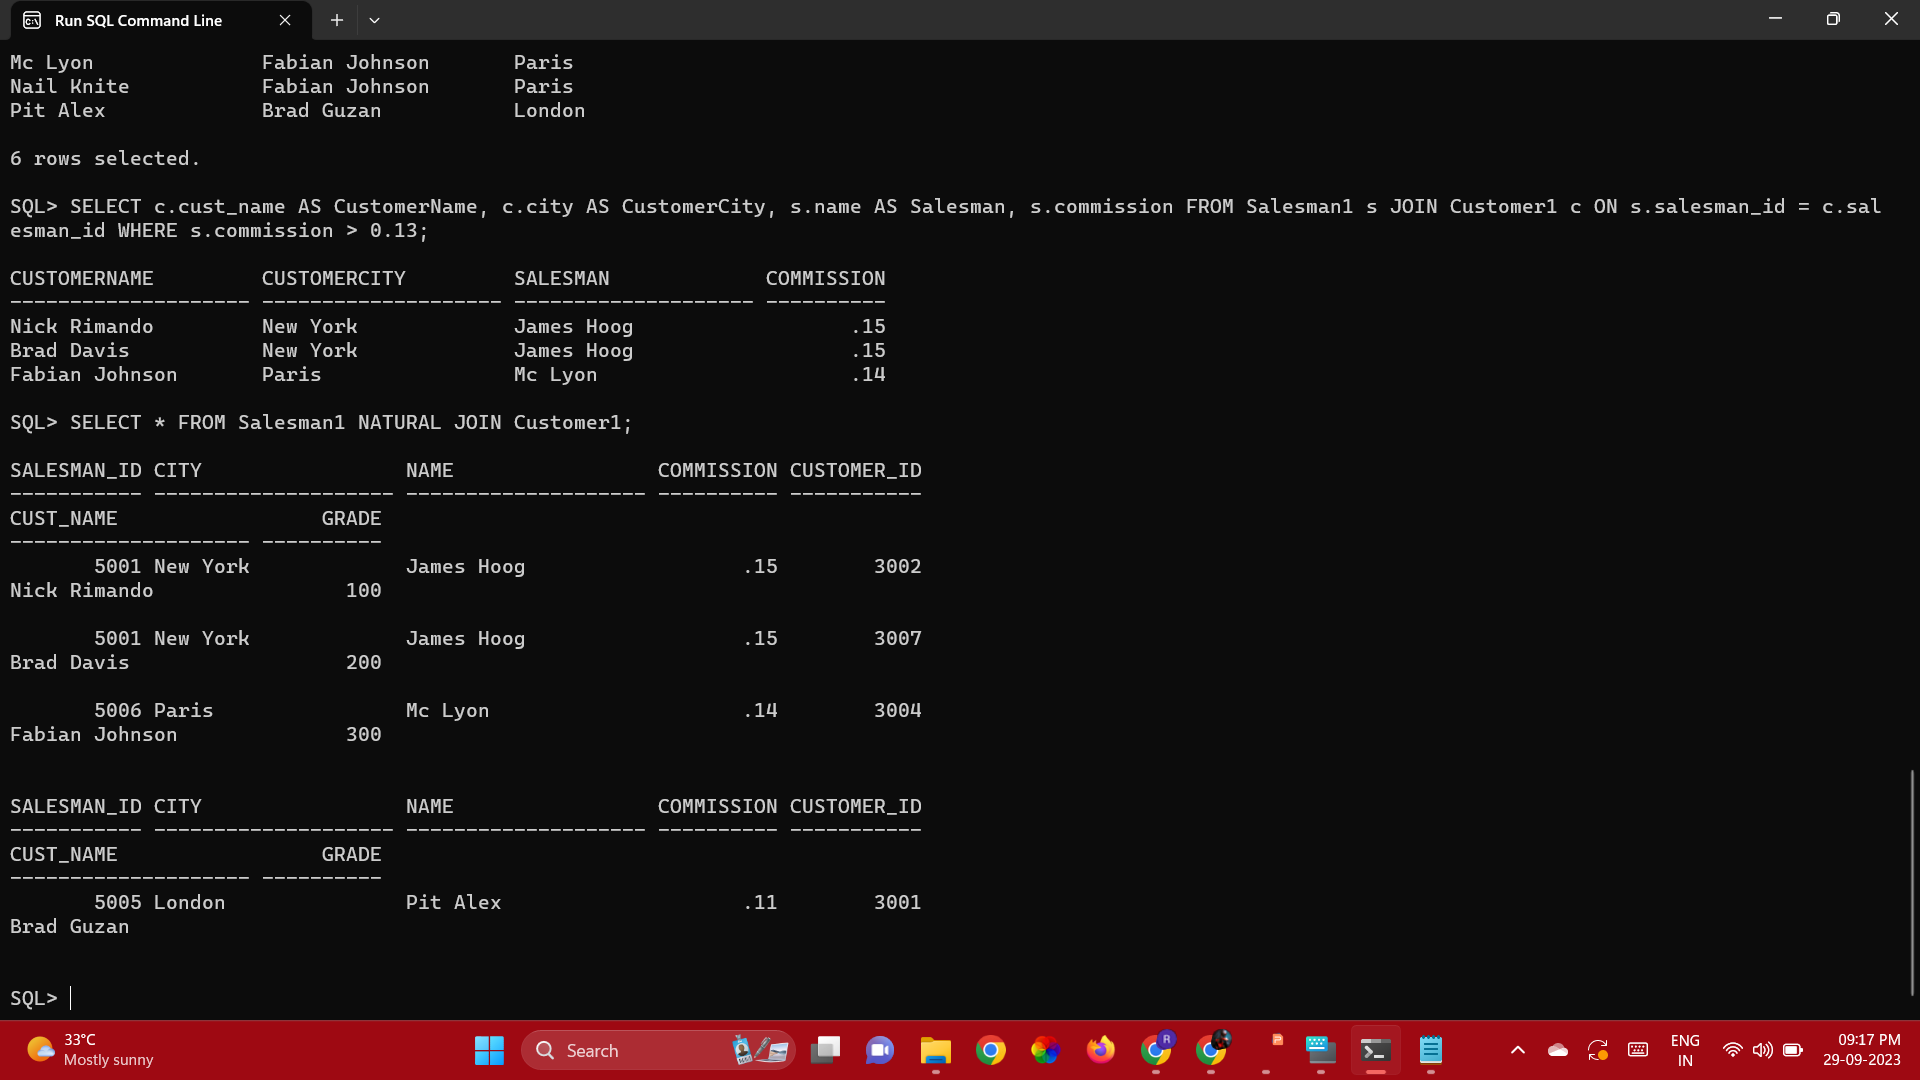 Run SQL Command Line
Mc Lyon              Fabian Johnson       Paris
Nail Knite           Fabian Johnson       Paris
Pit Alex             Brad Guzan           London
6 rows selected.
SQL> SELECT c.cust_name AS CustomerName, c.city AS CustomerCity, s.name AS Salesman, s.commission FROM Salesman1 s JOIN Customer1 c ON s.salesman_id = c.sal
esman_id WHERE s.commission > 0.13;
CUSTOMERNAME         CUSTOMERCITY         SALESMAN             COMMISSION
-------------------- -------------------- -------------------- ----------
Nick Rimando         New York             James Hoog                  .15
Brad Davis           New York             James Hoog                  .15
Fabian Johnson       Paris                Mc Lyon                     .14
SQL> SELECT * FROM Salesman1 NATURAL JOIN Customer1;
SALESMAN_ID CITY                 NAME                 COMMISSION CUSTOMER_ID
----------- -------------------- -------------------- ---------- -----------
CUST_NAME                 GRADE
-------------------- ----------
       5001 New York             James Hoog                  .15        3002
Nick Rimando                100
       5001 New York             James Hoog                  .15        3007
Brad Davis                  200
       5006 Paris                Mc Lyon                     .14        3004
Fabian Johnson              300
SALESMAN_ID CITY                 NAME                 COMMISSION CUSTOMER_ID
----------- -------------------- -------------------- ---------- -----------
CUST_NAME                 GRADE
-------------------- ----------
       5005 London               Pit Alex                    .11        3001
Brad Guzan
SQL>
33°C
Mostly sunny
Search
R
ENG
IN
09:17 PM
29-09-2023